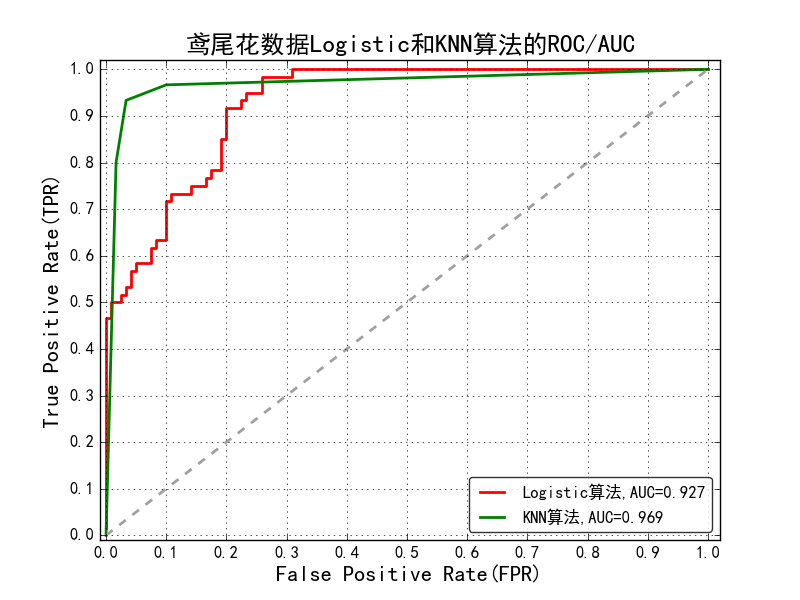 鸢尾花数据Logistic和KNN算法的ROC/AUC
True Positive Rate(TPR)
1.0
0.9
0.8
0.7
0.6
0.5
0.4
0.3
0.2
0.1
0.0
Logistic算法,AUC=0.927
KNN算法,AUC=0.969
0.0 0.1 0.2 0.3 0.4 0.5 0.6 0.7 0.8 0.9 1.0
False Positive Rate(FPR)